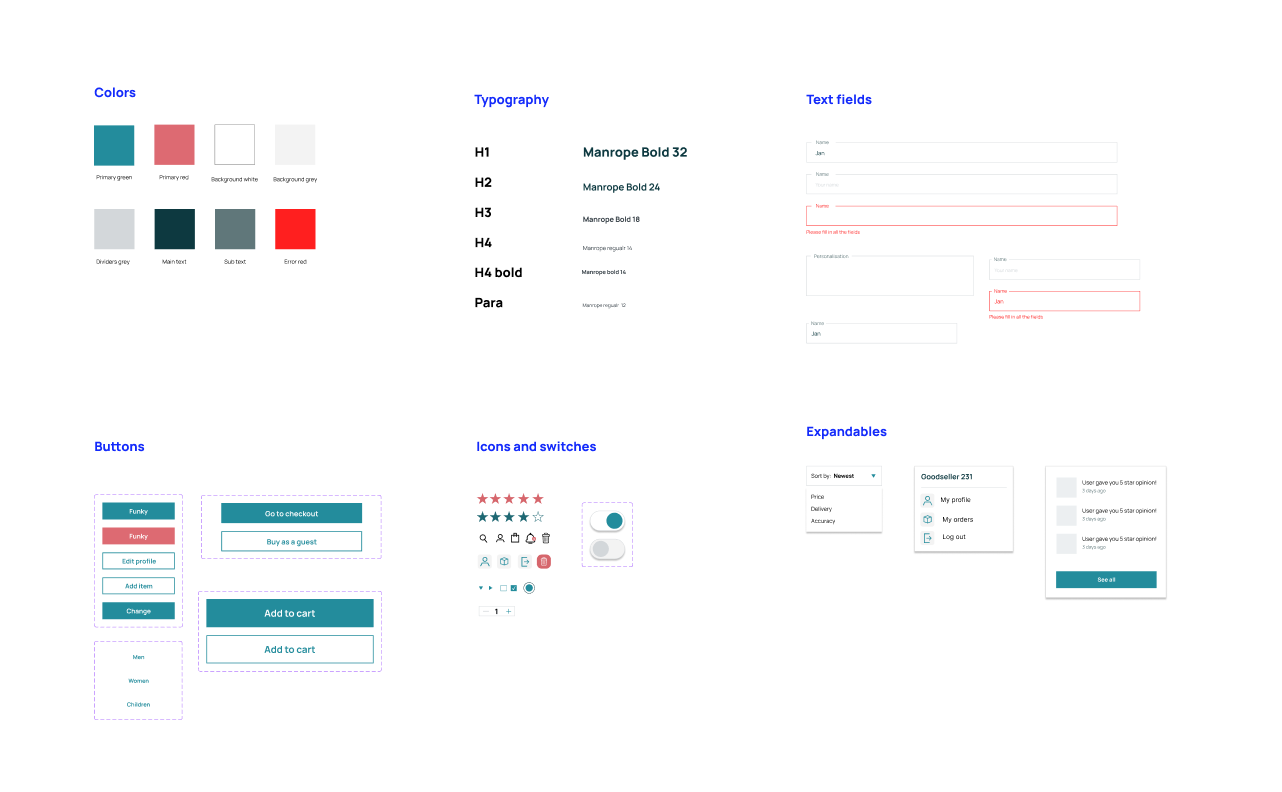 Colors
Primary green
Primary red
Background white
Background grey
Dividers grey
Main text
Sub text
Error red
Typography
H1
Manrope Bold 32
H2
Manrope Bold 24
H3
Manrope Bold 18
H4
Manrope regualr 14
H4 bold
Manrope bold 14
Para
Manrope regualr 12
Text fields
Name
Jan
Name
Name
Please fill in all the fields
Personalisation
Name
Your name
Name
Jan
Please fill in all the fields
Name
Jan
Buttons
Funky
Funky
Edit profile
Add item
Change
Men
Women
Children
Go to checkout
Buy as a guest
Add to cart
Add to cart
Icons and switches
1
Expandables
Sort by: Newest
Price
Delivery
Accuracy
Goodseller 231
My profile
My orders
Log out
User gave you 5 star opinion!
3 days ago
User gave you 5 star opinion!
3 days ago
User gave you 5 star opinion!
3 days ago
See all